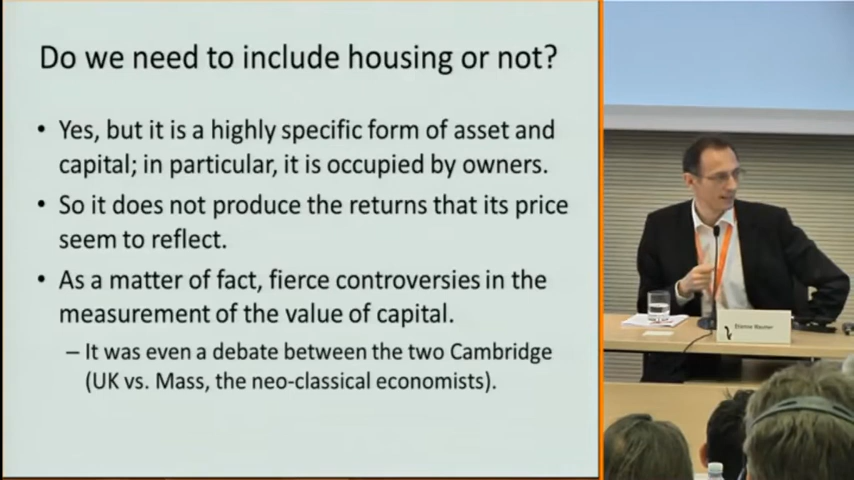 Do we need to include housing or not?
• Yes, but it is a highly specific form of asset and
capital; in particular, it is occupied by owners.
• So it does not produce the returns that its price
seem to reflect.
• As a matter of fact, fierce controversies in the
measurement of the value of capital.
– It was even a debate between the two Cambridge
(UK vs. Mass, the neo-classical economists).